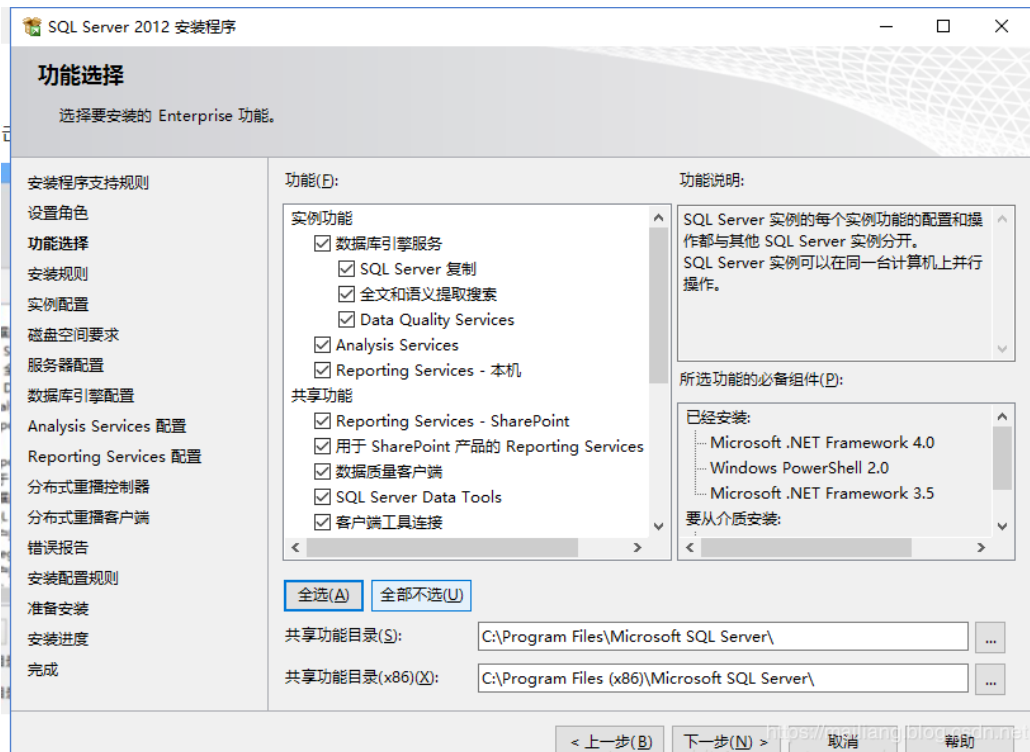 SQL Server 2012 安装程序
功能选择
选择要安装的 Enterprise 功能。
安装程序支持规则
设置角色
功能选择
安装规则
实例配置
磁盘空间要求
服务器配置
数据库引擎配置
Analysis Services 配置
Reporting Services 配置
分布式重播控制器
分布式重播客户端
错误报告
安装配置规则
准备安装
安装进度
完成
功能(F):
实例功能
数据库引擎服务
SQL Server 复制
全文和语义提取搜索
Data Quality Services
Analysis Services
Reporting Services - 本机
共享功能
Reporting Services - SharePoint
用于 SharePoint 产品的 Reporting Services
数据质量客户端
SQL Server Data Tools
客户端工具连接
功能说明:
SQL Server 实例的每个实例功能的配置和操
作都与其他 SQL Server 实例分开。
SQL Server 实例可以在同一台计算机上并行
操作。
所选功能的必备组件(P):
已经安装:
Microsoft .NET Framework 4.0
Windows PowerShell 2.0
Microsoft .NET Framework 3.5
要从介质安装:
全选(A) 全部不选(U)
共享功能目录(S): C:\Program Files\Microsoft SQL Server\ ...
共享功能目录(x86)(X): C:\Program Files (x86)\Microsoft SQL Server\ ...
< 上一步(B) 下一步(N) > 取消 帮助